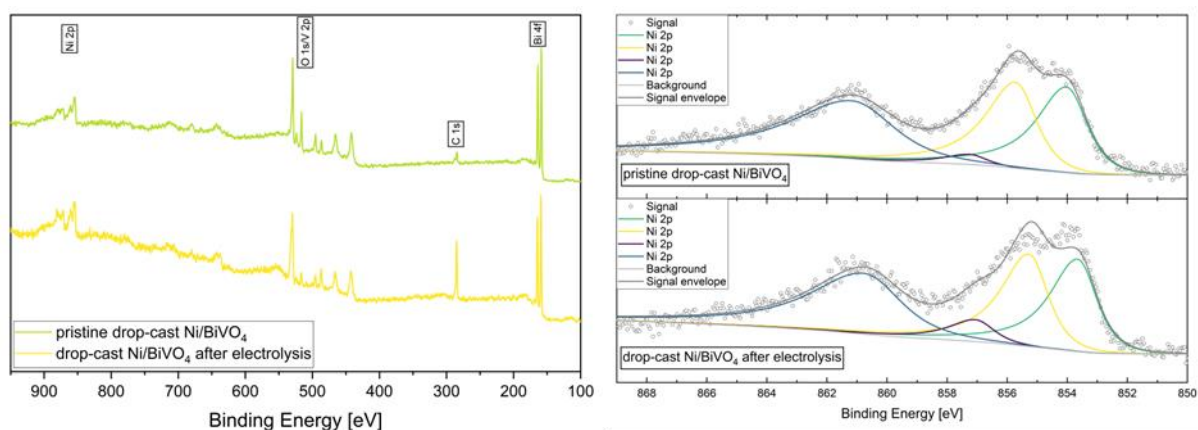 Ni 2p
O 1s/V 2p
C 1s
Bi 4f
pristine drop-cast Ni/BiVO₄
drop-cast Ni/BiVO₄ after electrolysis
900 800 700 600 500 400 300 200 100
Binding Energy [eV]
Signal
Ni 2p
Ni 2p
Ni 2p
Ni 2p
Background
Signal envelope
pristine drop-cast Ni/BiVO₄
Signal
Ni 2p
Ni 2p
Ni 2p
Ni 2p
Background
Signal envelope
drop-cast Ni/BiVO₄ after electrolysis
868 866 864 862 860 858 856 854 852 850
Binding Energy [eV]